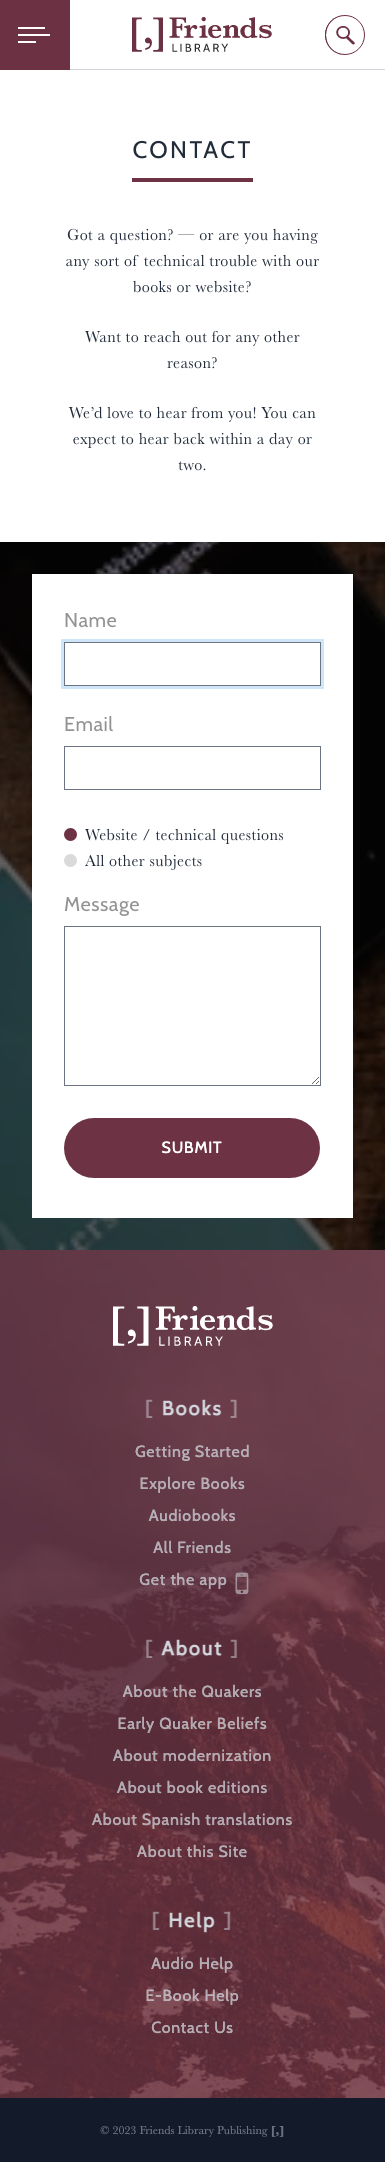 [,] Friends
LIBRARY
CONTACT
Got a question? — or are you having
any sort of technical trouble with our
books or website?
Want to reach out for any other
reason?
We’d love to hear from you! You can
expect to hear back within a day or
two.
Name
Email
Website / technical questions
All other subjects
Message
SUBMIT
[,] Friends
LIBRARY
[ Books ]
Getting Started
Explore Books
Audiobooks
All Friends
Get the app
[ About ]
About the Quakers
Early Quaker Beliefs
About modernization
About book editions
About Spanish translations
About this Site
[ Help ]
Audio Help
E-Book Help
Contact Us
© 2023 Friends Library Publishing [,]